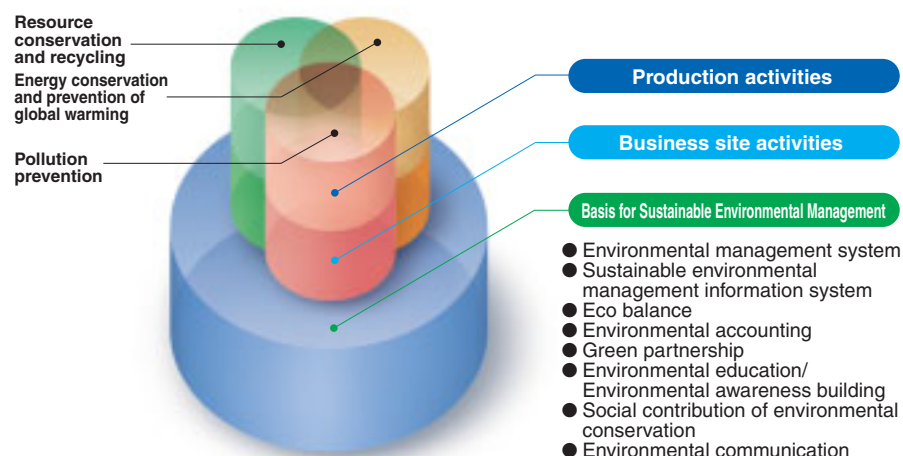 Resource
conservation
and recycling
Energy conservation
and prevention of
global warming
Pollution
prevention
Production activities
Business site activities
Basis for Sustainable Environmental Management
● Environmental management system
● Sustainable environmental
management information system
● Eco balance
● Environmental accounting
● Green partnership
● Environmental education/
Environmental awareness building
● Social contribution of environmental
conservation
● Environmental communication